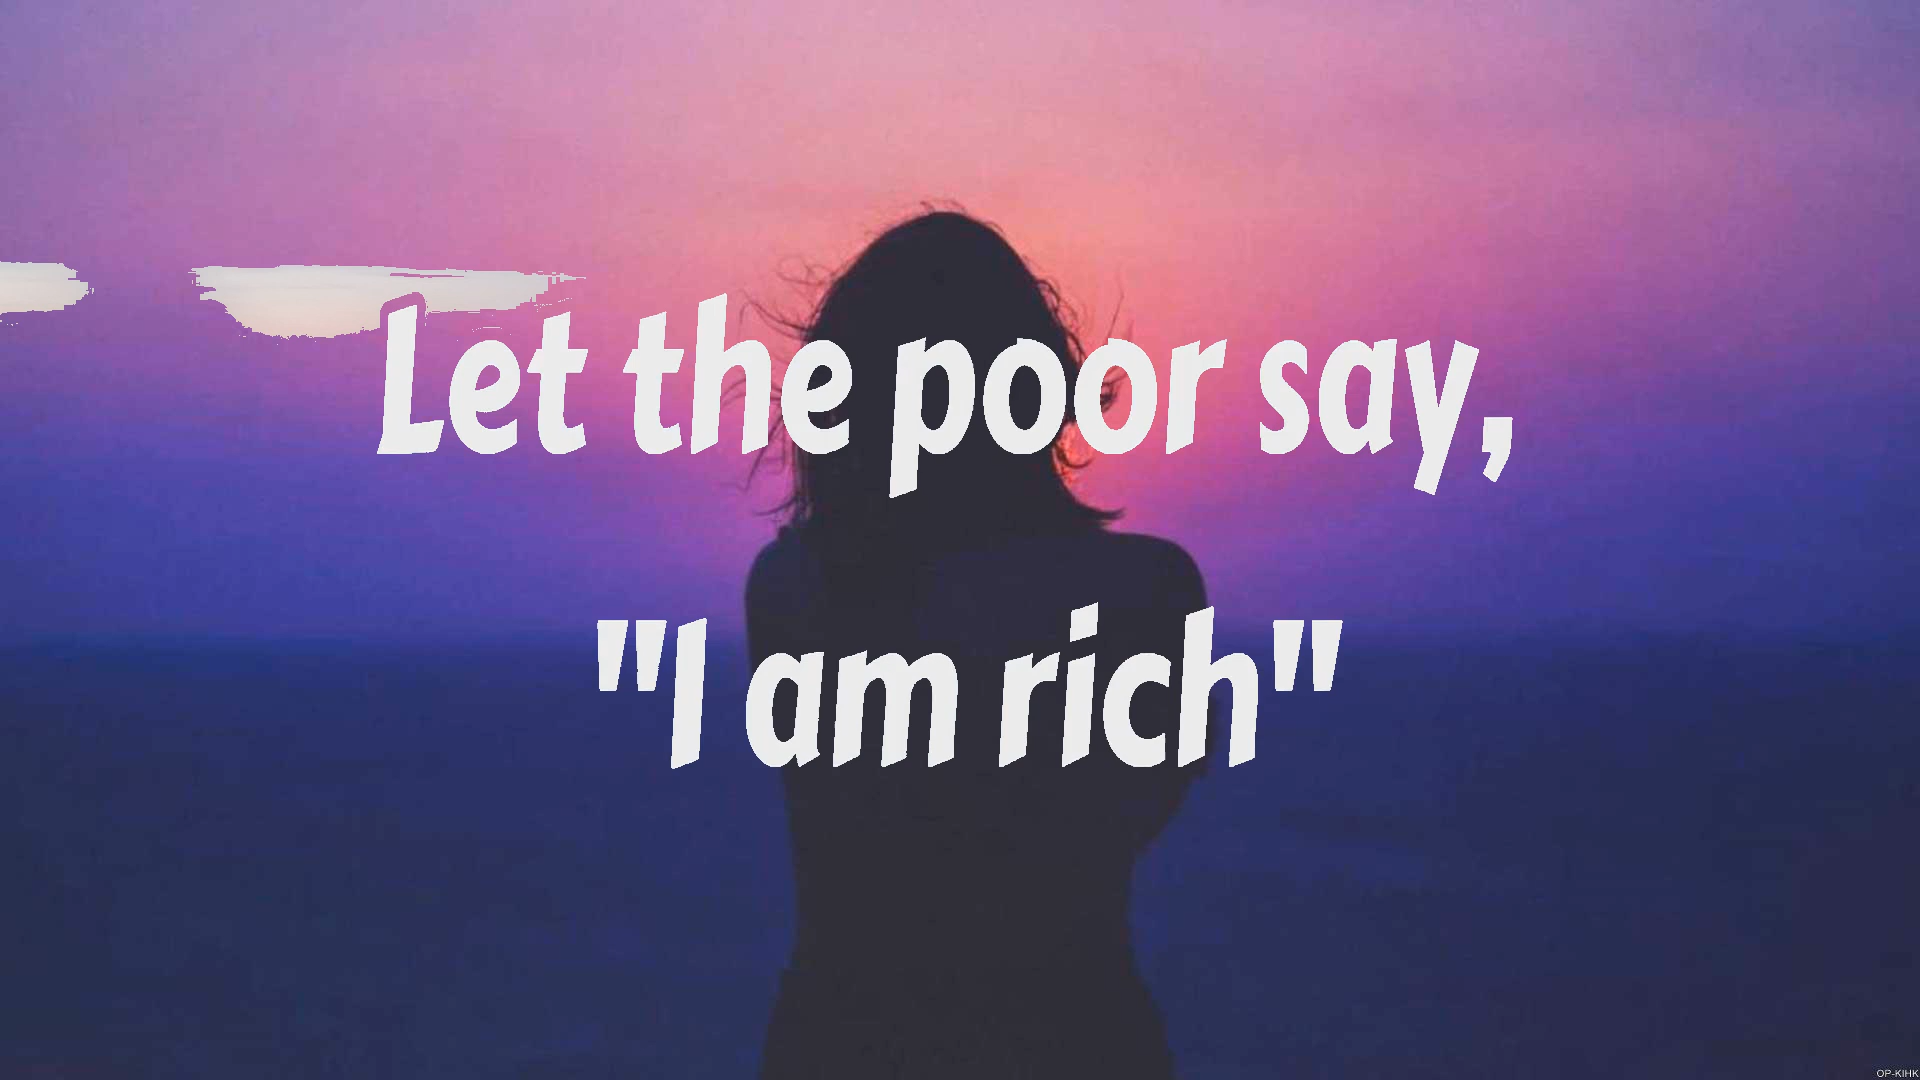 Let the poor say,
"I am rich"
OP-KIHK